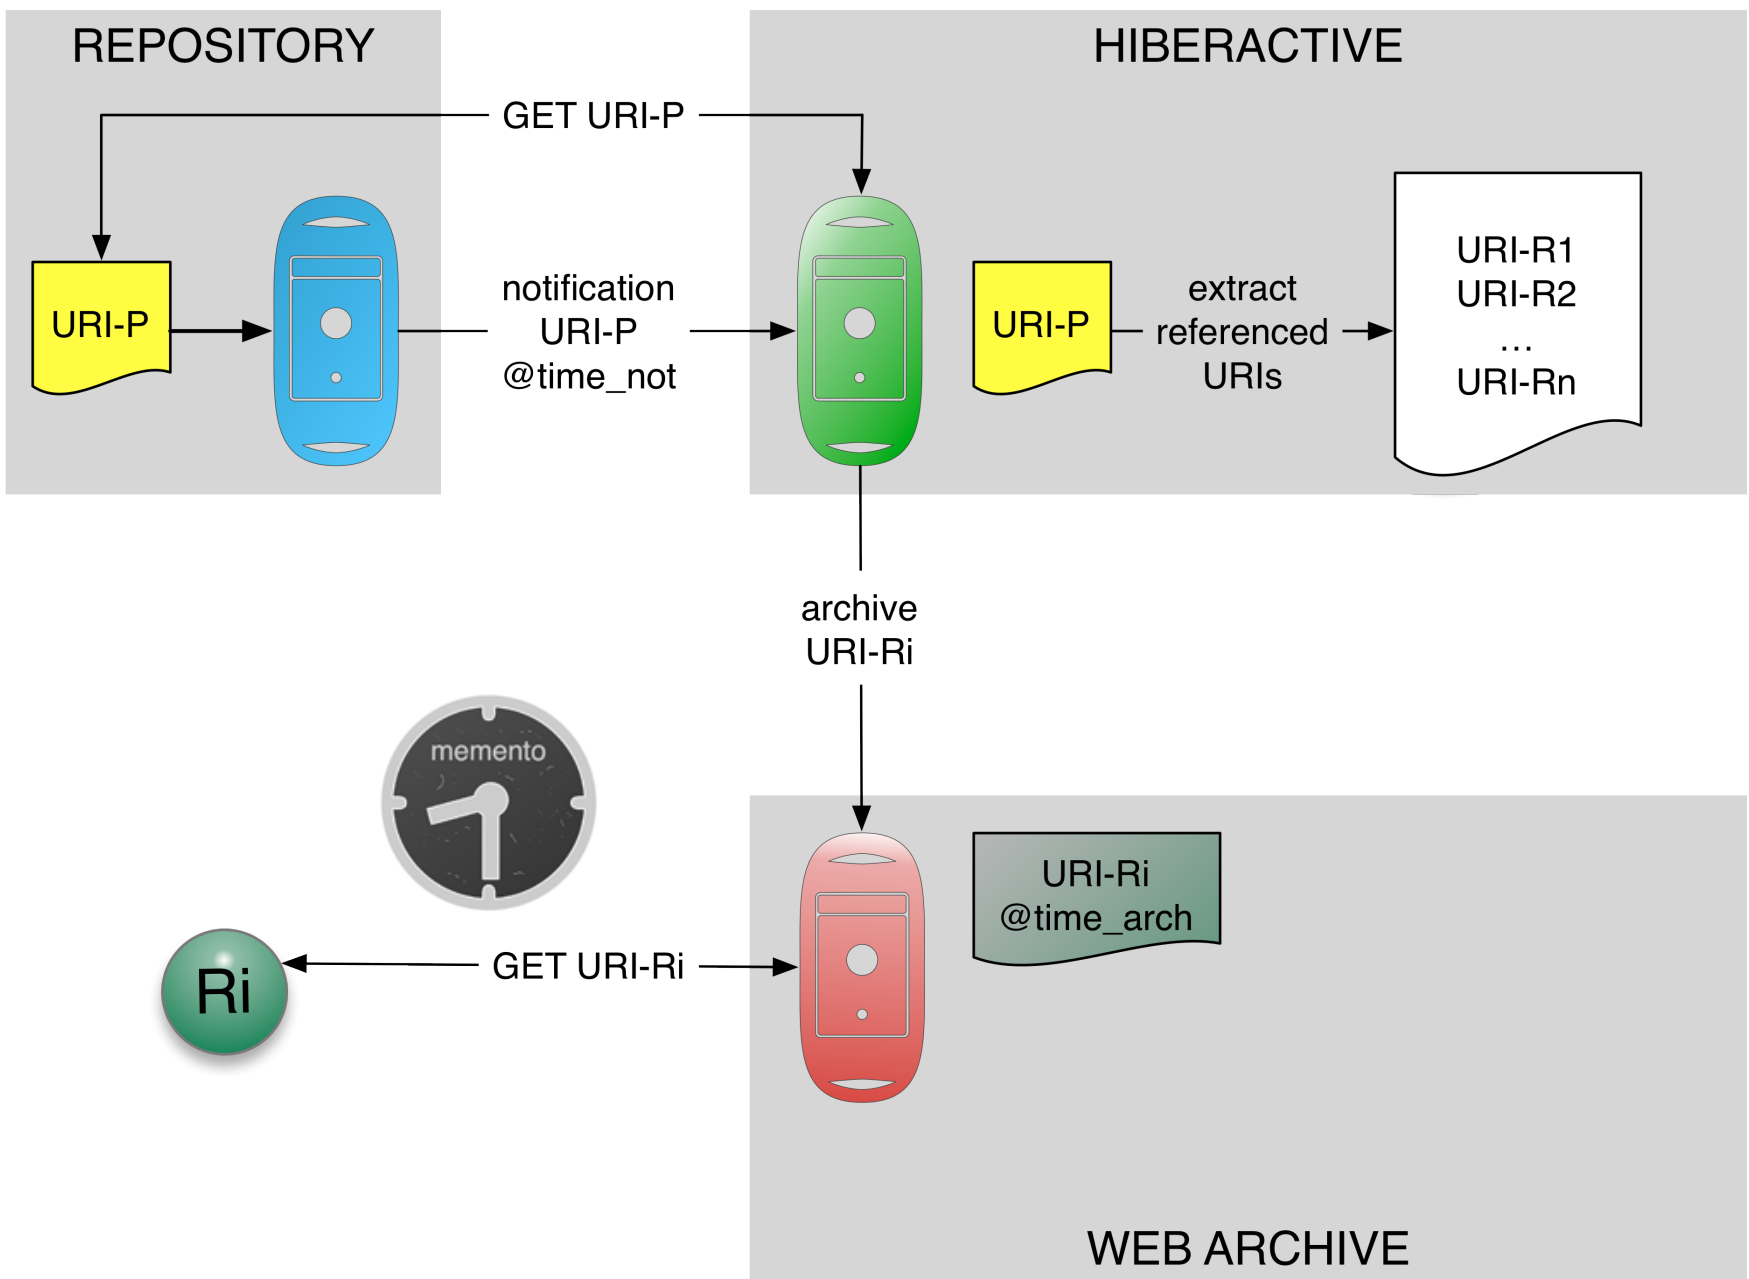 REPOSITORY
HIBERACTIVE
GET URI-P
URI-P
notification
URI-P
@time_not
URI-P
extract
referenced
URIs
URI-R1
URI-R2
...
URI-Rn
archive
URI-Ri
memento
URI-Ri
@time_arch
Ri
GET URI-Ri
WEB ARCHIVE